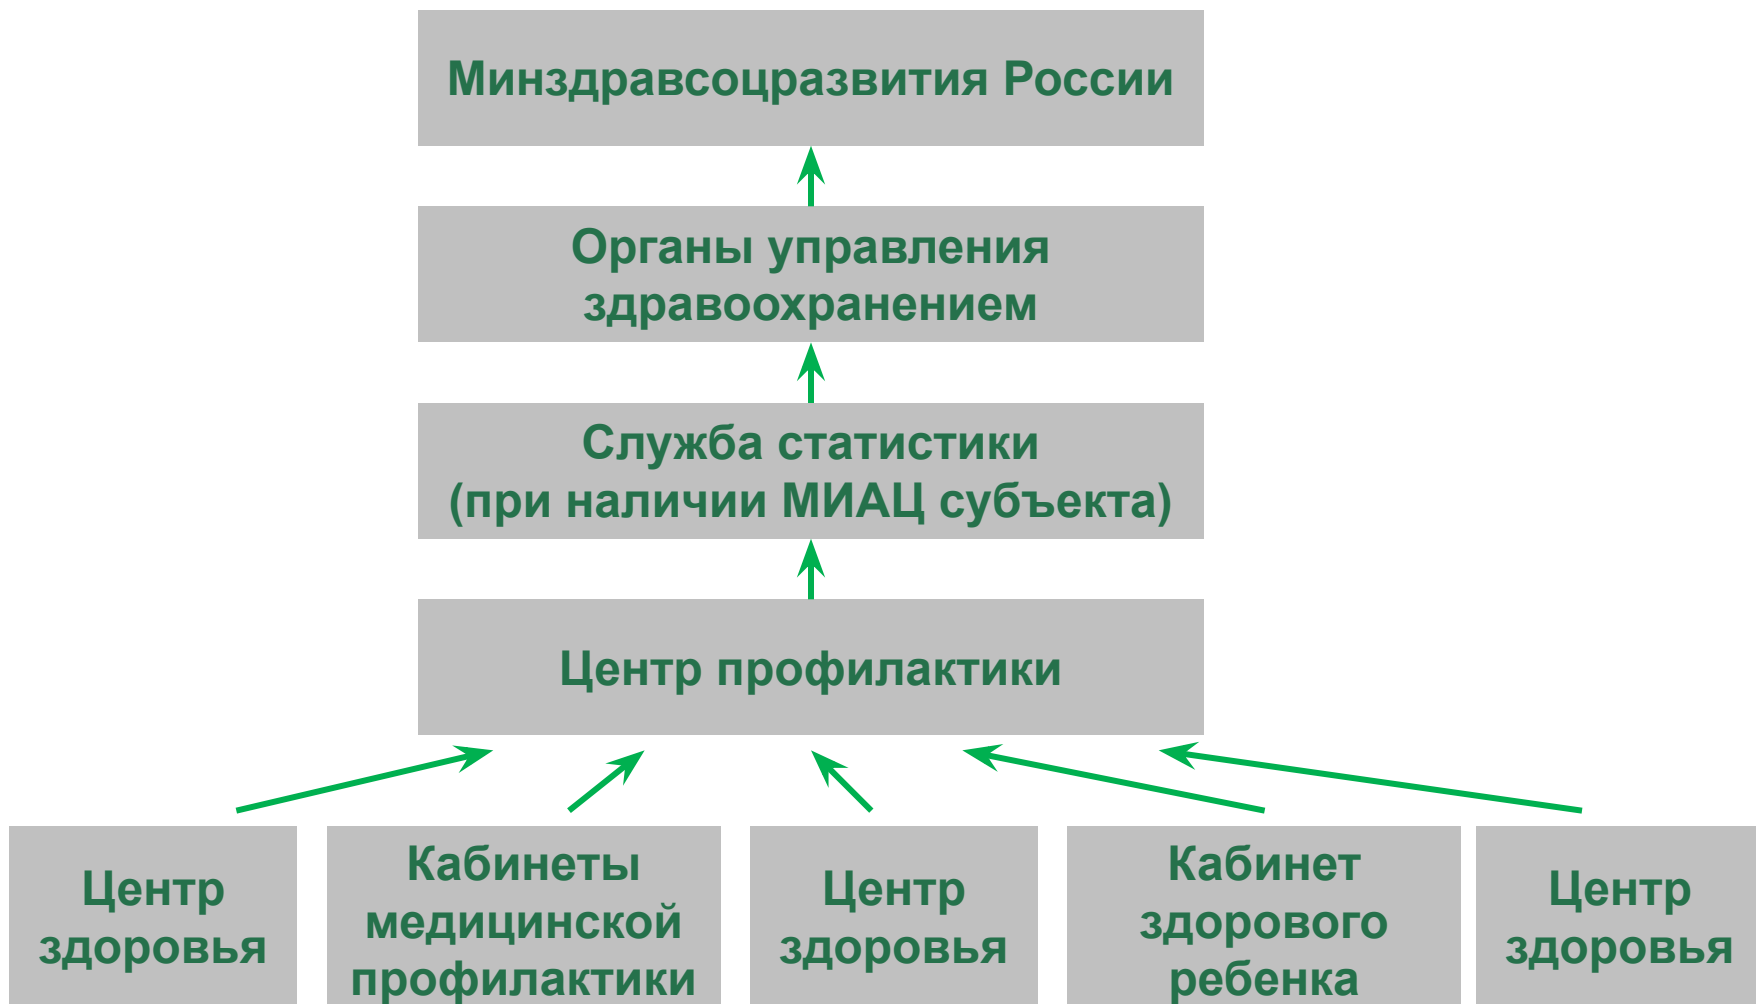 Минздравсоцразвития России
Органы управления
здравоохранением
Служба статистики
(при наличии МИАЦ субъекта)
Центр профилактики
Центр
здоровья
Кабинеты
медицинской
профилактики
Центр
здоровья
Кабинет
здорового
ребенка
Центр
здоровья